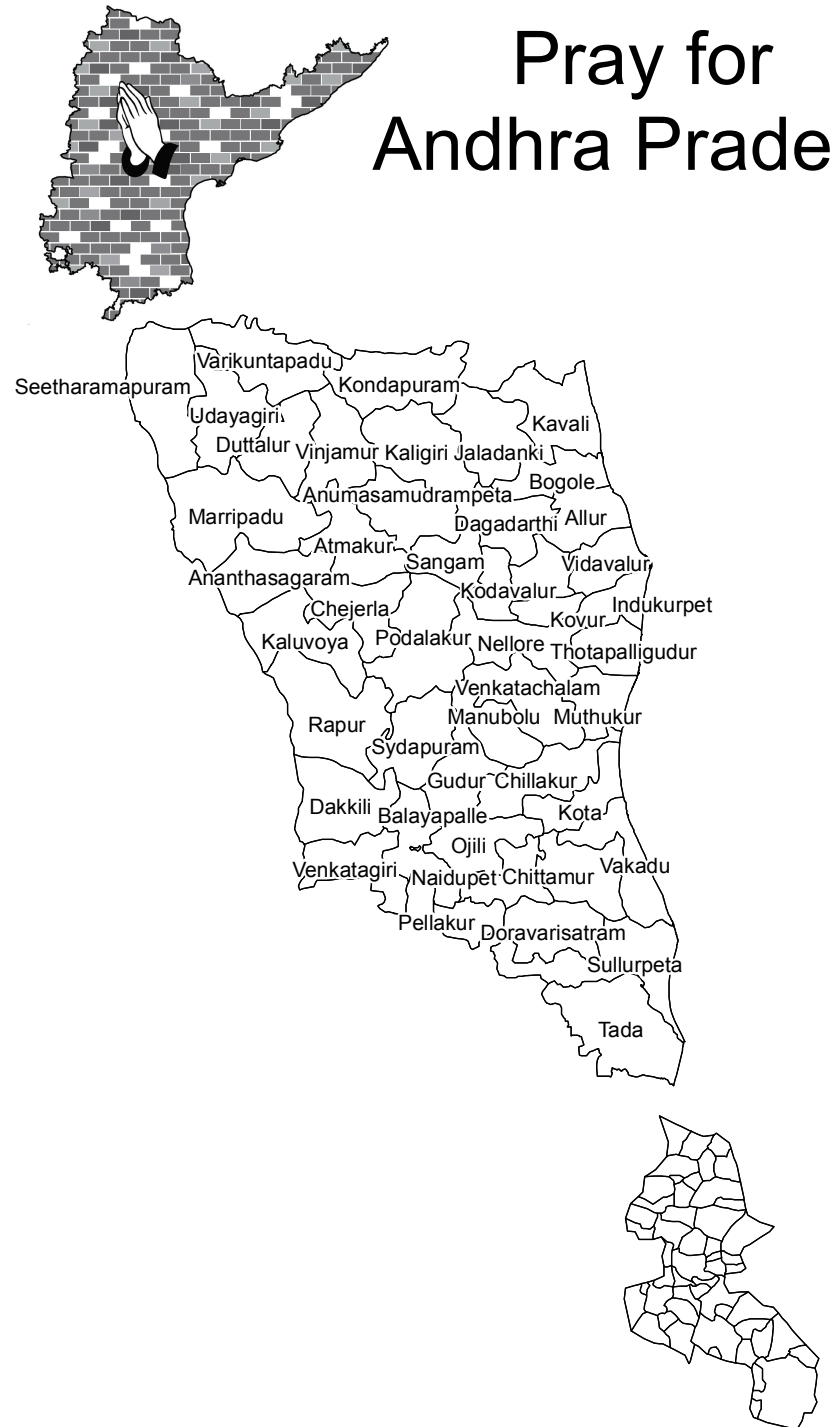 Pray for
Andhra Prade
Varikuntapadu
Seetharamapuram
Kondapuram
Udayagiri
Kavali
Duttalur
Vinjamur
Kaligiri
Jaladanki
Bogole
Anumasamudrampeta
Marripadu
Dagadarthi
Allur
Atmakur
Sangam
Vidavalur
Ananthasagaram
Kodavalur
Chejerla
Indukurpet
Kovur
Kaluvoya
Podalakur
Nellore
Thotapalligudur
Venkatachalam
Rapur
Manubolu
Muthukur
Sydapuram
Gudur
Chillakur
Dakkili
Balayapalle
Kota
Ojili
Venkatagiri
Naidupet
Chittamur
Vakadu
Pellakur
Doravarisatram
Sullurpeta
Tada